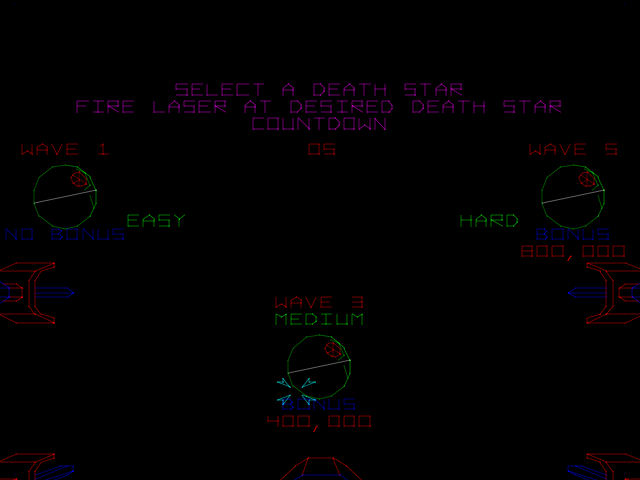 SELECT A DEATH STAR
FIRE LASER AT DESIRED DEATH STAR
COUNTDOWN
WAVE 1
05
WAVE 5
EASY
HARD
NO BONUS
BONUS
800,000
WAVE 3
MEDIUM
BONUS
400,000